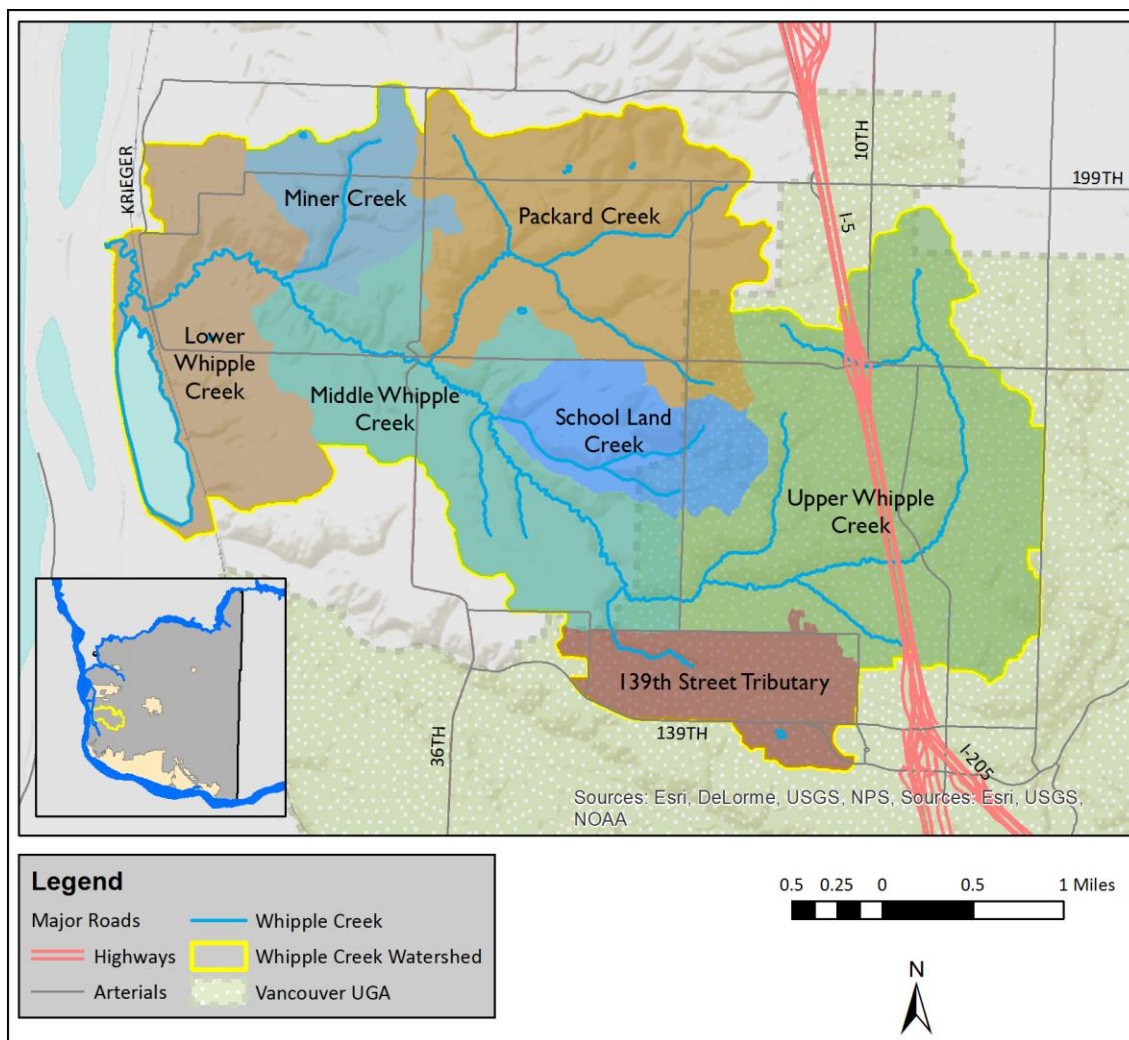 KRIEGER
10TH
199TH
Miner Creek
Packard Creek
I-5
Lower
Whipple
Creek
Middle Whipple
Creek
School Land
Creek
Upper Whipple
Creek
139th Street Tributary
36TH
139TH
I-205
Sources: Esri, DeLorme, USGS, NPS, Sources: Esri, USGS,
NOAA
Legend
Major Roads
Highways
Arterials
Whipple Creek
Whipple Creek Watershed
Vancouver UGA
0.5 0.25 0 0.5 1 Miles
N